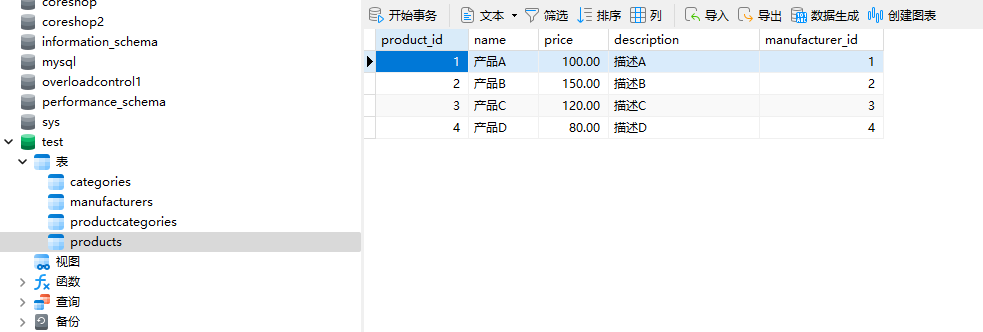 coreshop
coreshop2
information_schema
mysql
overloadcontrol1
performance_schema
sys
test
表
categories
manufacturers
productcategories
products
视图
函数
查询
备份
开始事务 文本 筛选 排序 列 导入 导出 数据生成 创建图表
product_id name price description manufacturer_id
1 产品A 100.00 描述A 1
2 产品B 150.00 描述B 2
3 产品C 120.00 描述C 3
4 产品D 80.00 描述D 4